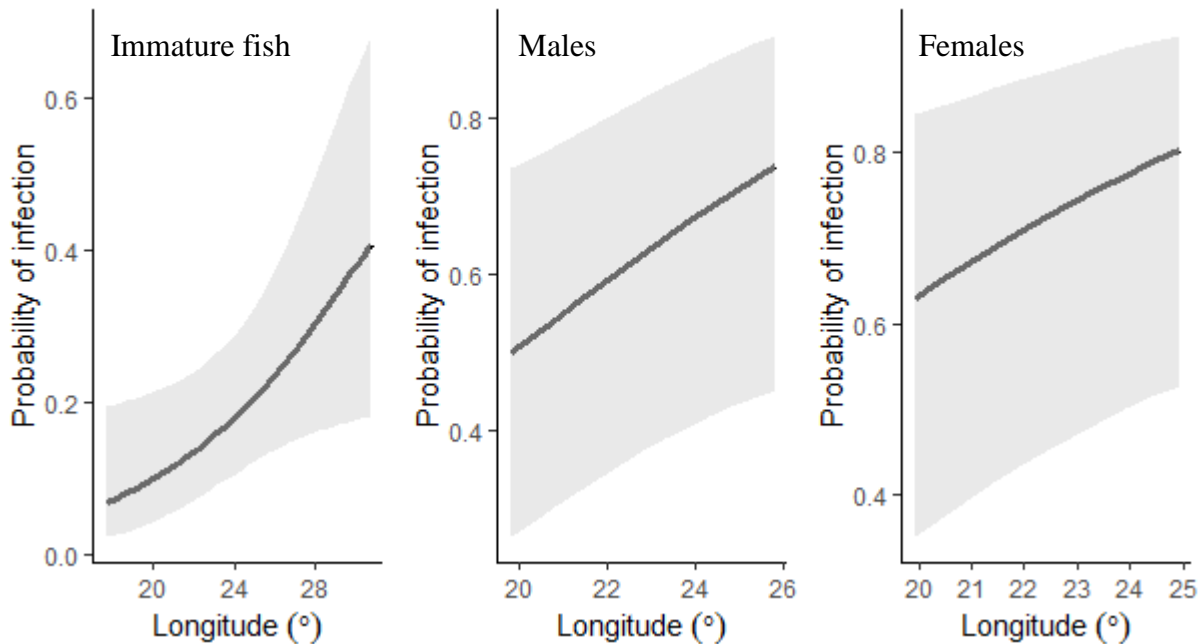 Immature fish
Probability of infection
0.6
0.4
0.2
0.0
20 24 28
Longitude (°)
Males
Probability of infection
0.8
0.6
0.4
20 22 24 26
Longitude (°)
Females
Probability of infection
0.8
0.6
0.4
20 21 22 23 24 25
Longitude (°)